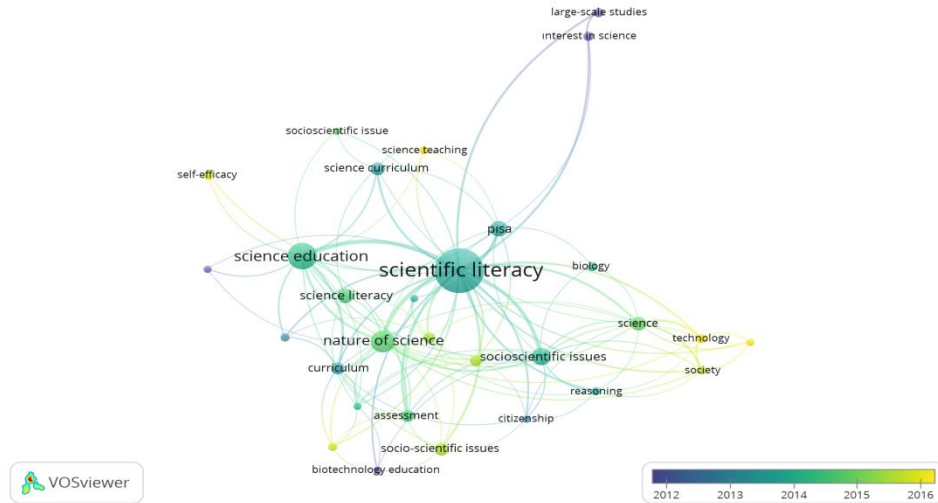 large-scale studies
interest in science
socioscientific issue
science teaching
science curriculum
self-efficacy
pisa
science education
scientific literacy
biology
science literacy
science
nature of science
technology
socioscientific issues
curriculum
society
reasoning
assessment
citizenship
socio-scientific issues
biotechnology education
VOSviewer
2012 2013 2014 2015 2016